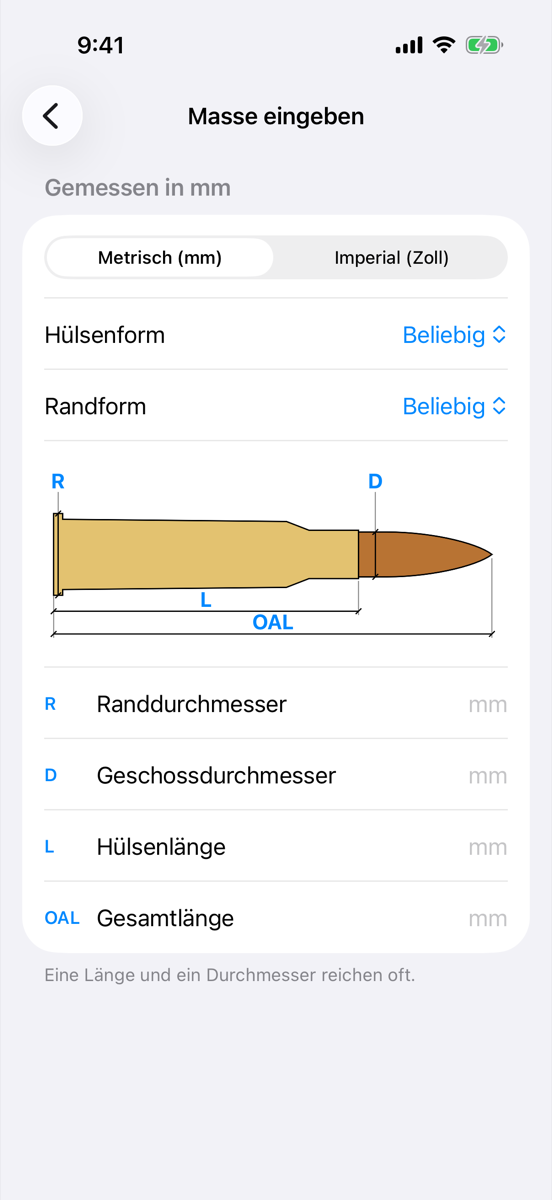 9:41
Masse eingeben
Gemessen in mm
Metrisch (mm) Imperial (Zoll)
Hülsenform Beliebig
Randform Beliebig
R D
L
OAL
R Randdurchmesser mm
D Geschossdurchmesser mm
L Hülsenlänge mm
OAL Gesamtlänge mm
Eine Länge und ein Durchmesser reichen oft.